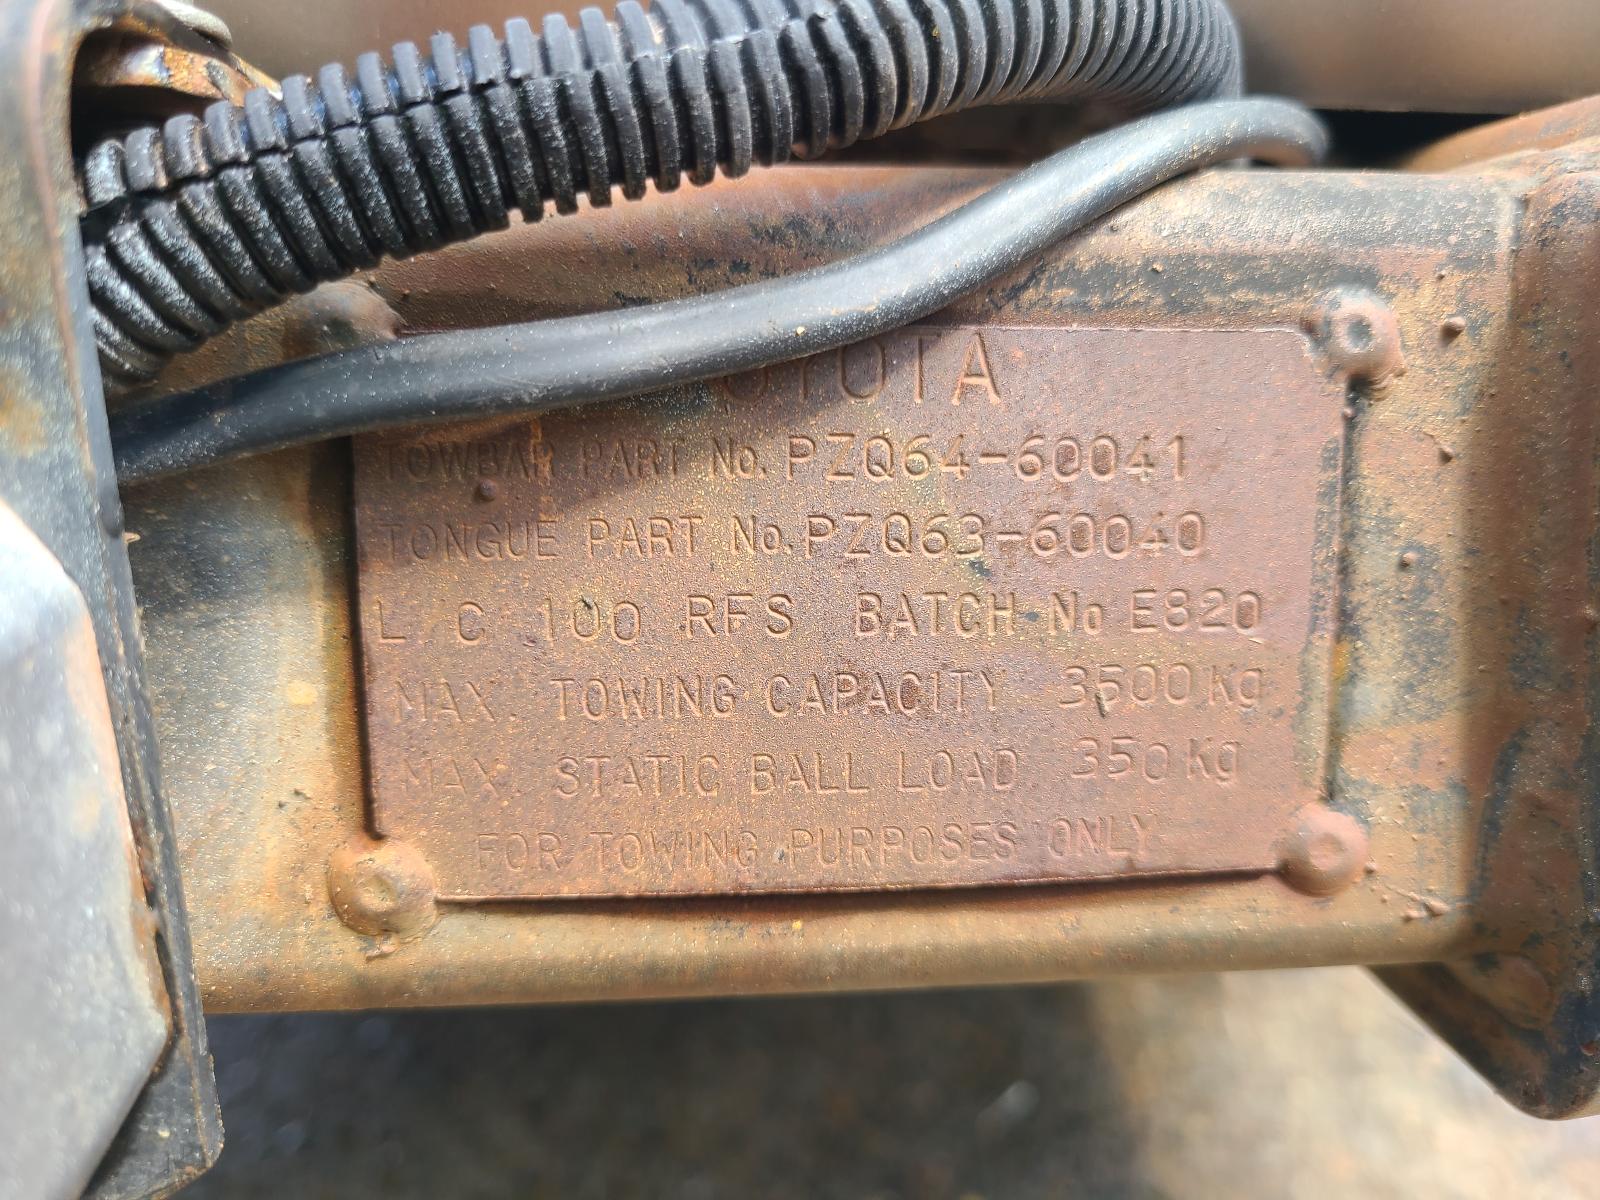 TOYOTA
TOWBAR PART No. PZQ64-60041
TONGUE PART No. PZQ63-60040
L C 100 RFS BATCH No E820
MAX. TOWING CAPACITY 3500 Kg
MAX. STATIC BALL LOAD 350 Kg
FOR TOWING PURPOSES ONLY